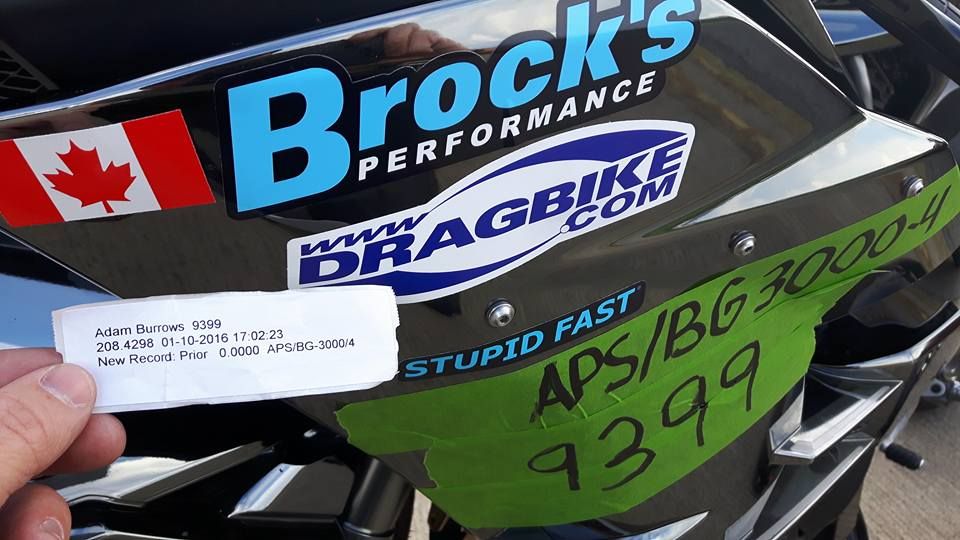 Brock's
PERFORMANCE
www
DRAGBIKE
.COM
STUPID FAST
APS/BG 3000-4
9399
Adam Burrows 9399
208.4298 01-10-2016 17:02:23
New Record: Prior 0.0000 APS/BG-3000/4